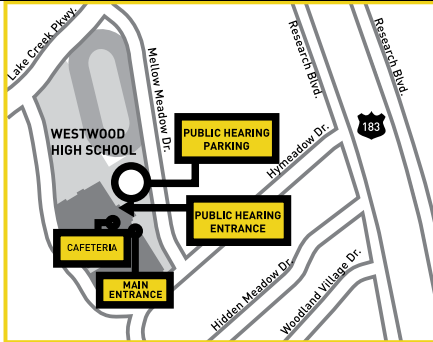 Lake Creek Pkwy.
Mellow Meadow Dr.
Research Blvd.
Research Blvd.
183
WESTWOOD
HIGH SCHOOL
PUBLIC HEARING
PARKING
Hymeadow Dr.
PUBLIC HEARING
ENTRANCE
CAFETERIA
MAIN
ENTRANCE
Hidden Meadow Dr.
Woodland Village Dr.